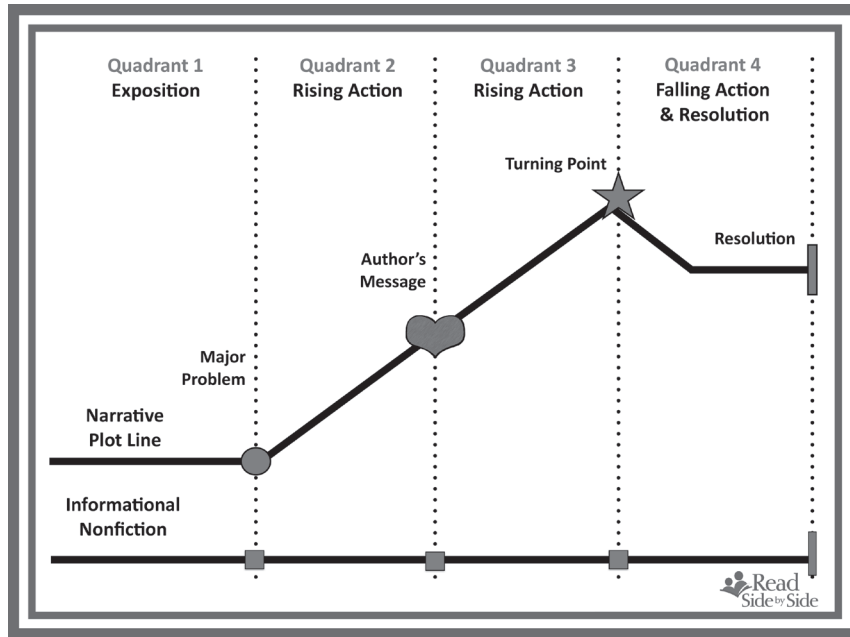 Quadrant 1
Exposition
Quadrant 2
Rising Action
Quadrant 3
Rising Action
Quadrant 4
Falling Action
& Resolution
Turning Point
Resolution
Author's
Message
Major
Problem
Narrative
Plot Line
Informational
Nonfiction
Read
Side by Side